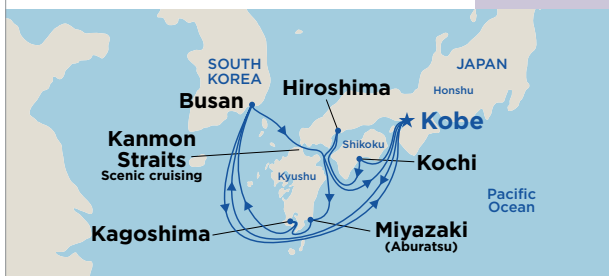 SOUTH
KOREA
JAPAN
Honshu
Hiroshima
Busan
Kobe
Kanmon
Straits
Scenic cruising
Shikoku
Kochi
Kyushu
Pacific
Ocean
Kagoshima
Miyazaki
(Aburatsu)